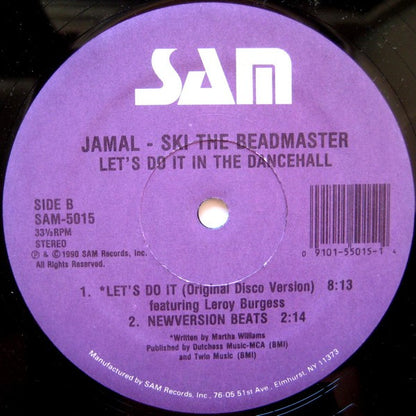 SAM
JAMAL - SKI THE BEADMASTER
LET'S DO IT IN THE DANCEHALL
SIDE B
SAM-5015
33⅓ RPM
STEREO
℗ & © 1990 SAM Records, Inc.
All Rights Reserved.
0 9101-55015-1 4
1. *LET'S DO IT (Original Disco Version) 8:13
featuring Leroy Burgess
2. NEWVERSION BEATS 2:14
*Written by Martha Williams
Published by Dutchess Music-MCA (BMI)
and Twin Music (BMI)
Manufactured by SAM Records, Inc. 76-05 51st Ave., Elmhurst, NY 11373